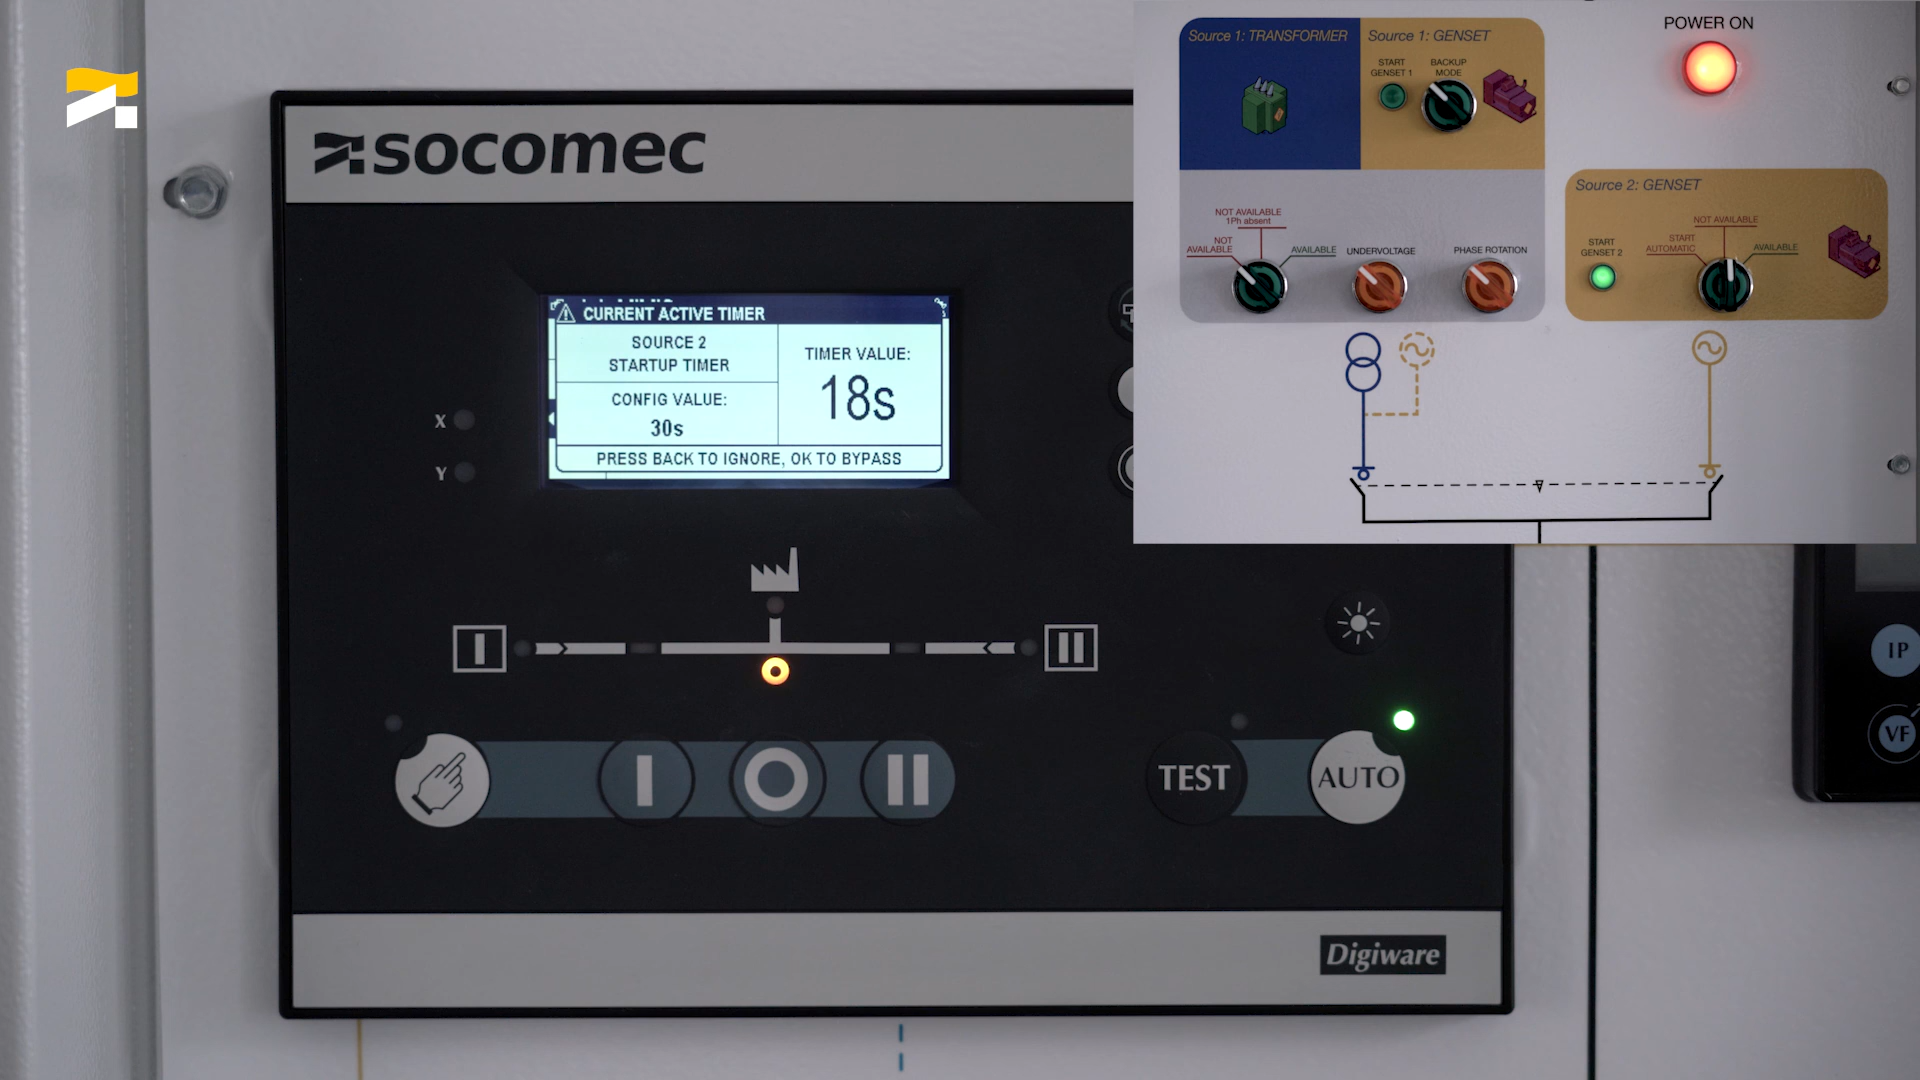 socomec
CURRENT ACTIVE TIMER
SOURCE 2
STARTUP TIMER
CONFIG VALUE:
30s
TIMER VALUE:
18s
PRESS BACK TO IGNORE, OK TO BYPASS
X
Y
I
II
I
O
II
TEST
AUTO
Digiware
Source 1: TRANSFORMER
Source 1: GENSET
START
GENSET 1
BACKUP
MODE
POWER ON
NOT AVAILABLE
1Ph absent
NOT
AVAILABLE
AVAILABLE
UNDERVOLTAGE
PHASE ROTATION
Source 2: GENSET
START
GENSET 2
NOT AVAILABLE
START
AUTOMATIC
AVAILABLE
IP
VF